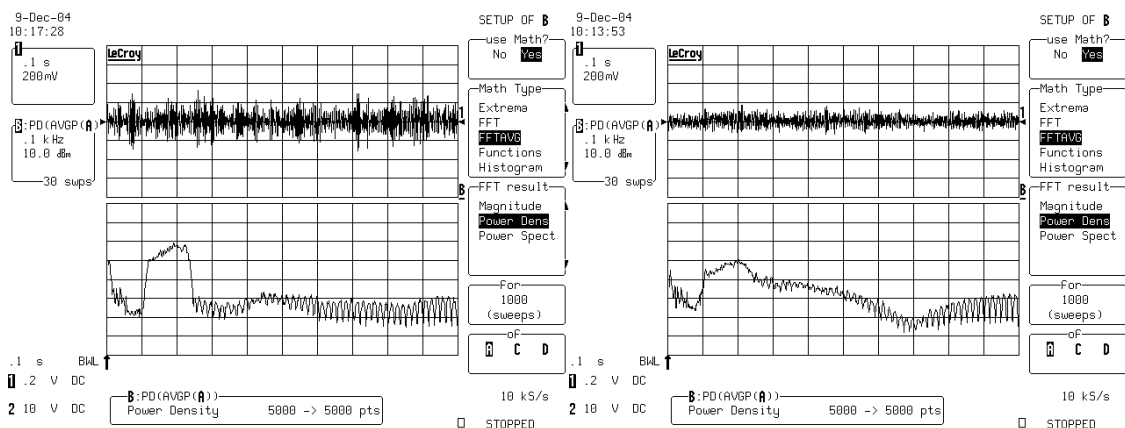 9-Dec-04
10:17:28
1
.1 s
200mV
B:PD(AVGP(A)
.1 kHz
10.0 dBm
30 swps
LeCroy
1
B
SETUP OF B
use Math?
No Yes
Math Type
Extrema
FFT
FFTAVG
Functions
Histogram
FFT result
Magnitude
Power Dens
Power Spect
for
1000
(sweeps)
of
A C D
.1 s BWL
1 .2 V DC
2 10 V DC
B:PD(AVGP(A))
Power Density 5000 -> 5000 pts
10 kS/s
STOPPED
9-Dec-04
10:13:53
1
.1 s
200mV
B:PD(AVGP(A)
.1 kHz
10.0 dBm
30 swps
LeCroy
1
B
SETUP OF B
use Math?
No Yes
Math Type
Extrema
FFT
FFTAVG
Functions
Histogram
FFT result
Magnitude
Power Dens
Power Spect
for
1000
(sweeps)
of
A C D
.1 s BWL
1 .2 V DC
2 10 V DC
B:PD(AVGP(A))
Power Density 5000 -> 5000 pts
10 kS/s
STOPPED